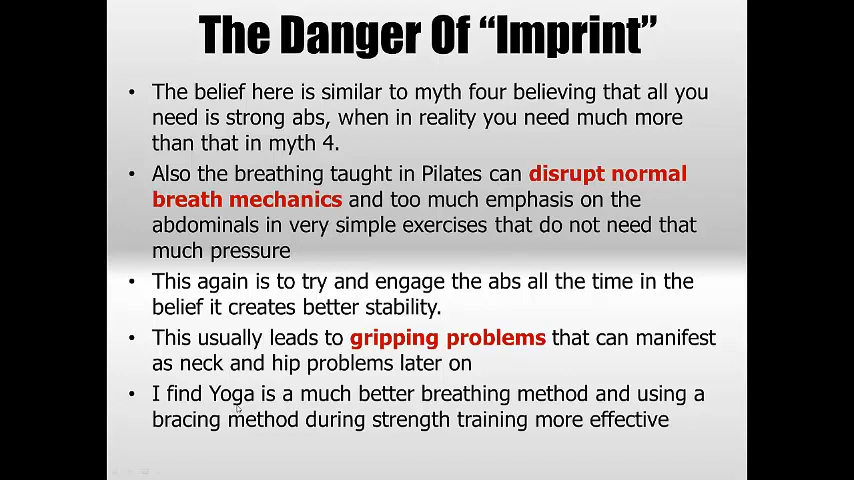 The Danger Of “Imprint”
• The belief here is similar to myth four believing that all you
need is strong abs, when in reality you need much more
than that in myth 4.
• Also the breathing taught in Pilates can disrupt normal
breath mechanics and too much emphasis on the
abdominals in very simple exercises that do not need that
much pressure
• This again is to try and engage the abs all the time in the
belief it creates better stability.
• This usually leads to gripping problems that can manifest
as neck and hip problems later on
• I find Yoga is a much better breathing method and using a
bracing method during strength training more effective